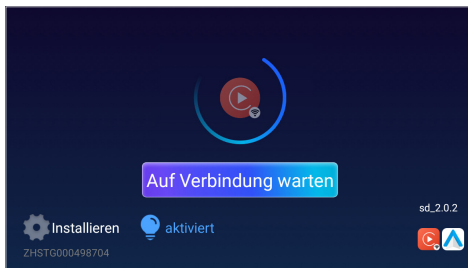 Auf Verbindung warten
sd_2.0.2
Installieren
aktiviert
ZHSTG000498704